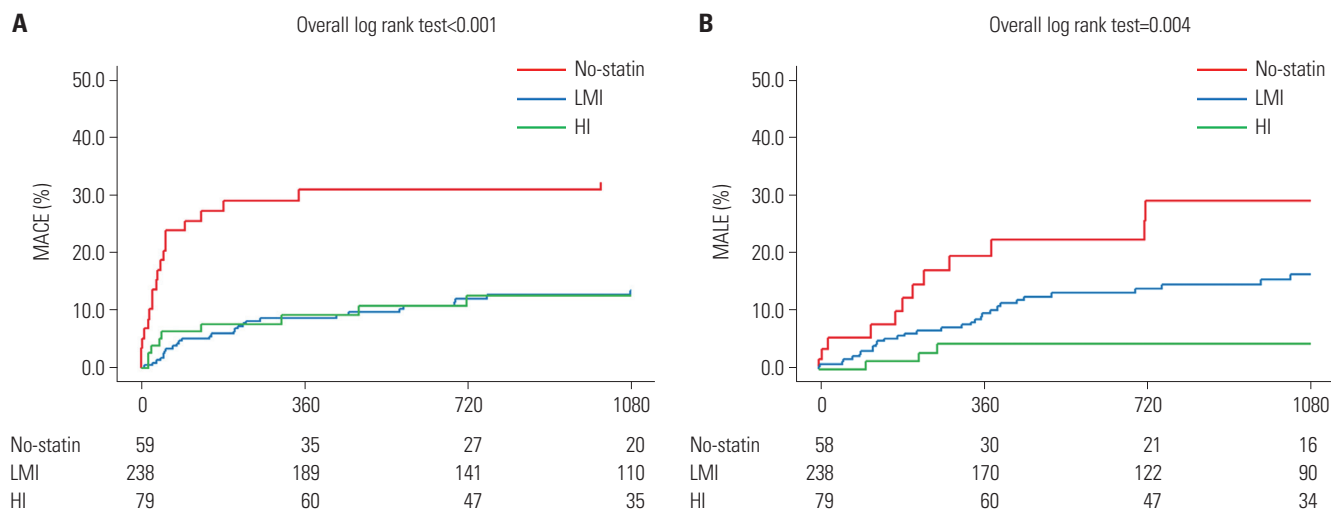 A
Overall log rank test<0.001
MACE (%)
50.0
40.0
30.0
20.0
10.0
0.0
No-statin
LMI
HI
0 360 720 1080
No-statin 59 35 27 20
LMI 238 189 141 110
HI 79 60 47 35
B
Overall log rank test=0.004
MALE (%)
50.0
40.0
30.0
20.0
10.0
0.0
No-statin
LMI
HI
0 360 720 1080
No-statin 58 30 21 16
LMI 238 170 122 90
HI 79 60 47 34